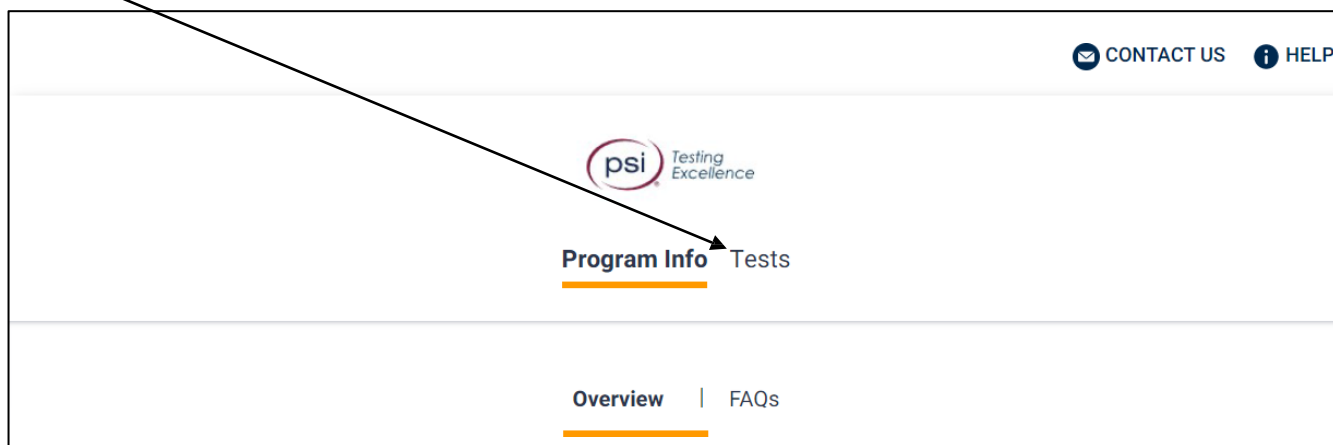 CONTACT US HELP
psi Testing
Excellence
Program Info Tests
Overview | FAQs